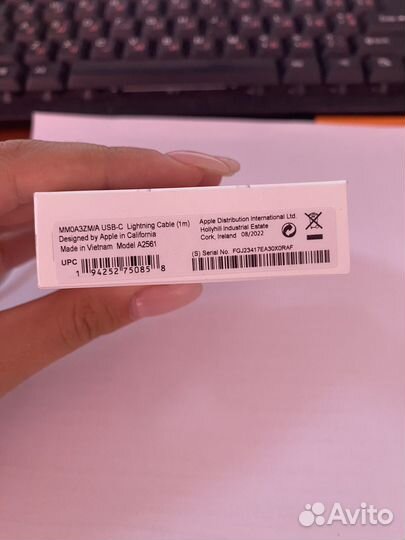 MM0A3ZM/A USB-C Lightning Cable (1m)
Designed by Apple in California
Made in Vietnam Model A2561
UPC
1 94252 75085 8
Apple Distribution International Ltd.
Hollyhill Industrial Estate
Cork, Ireland 08/2022
(S) Serial No. FGJ23417EA30X0RAF
Avito